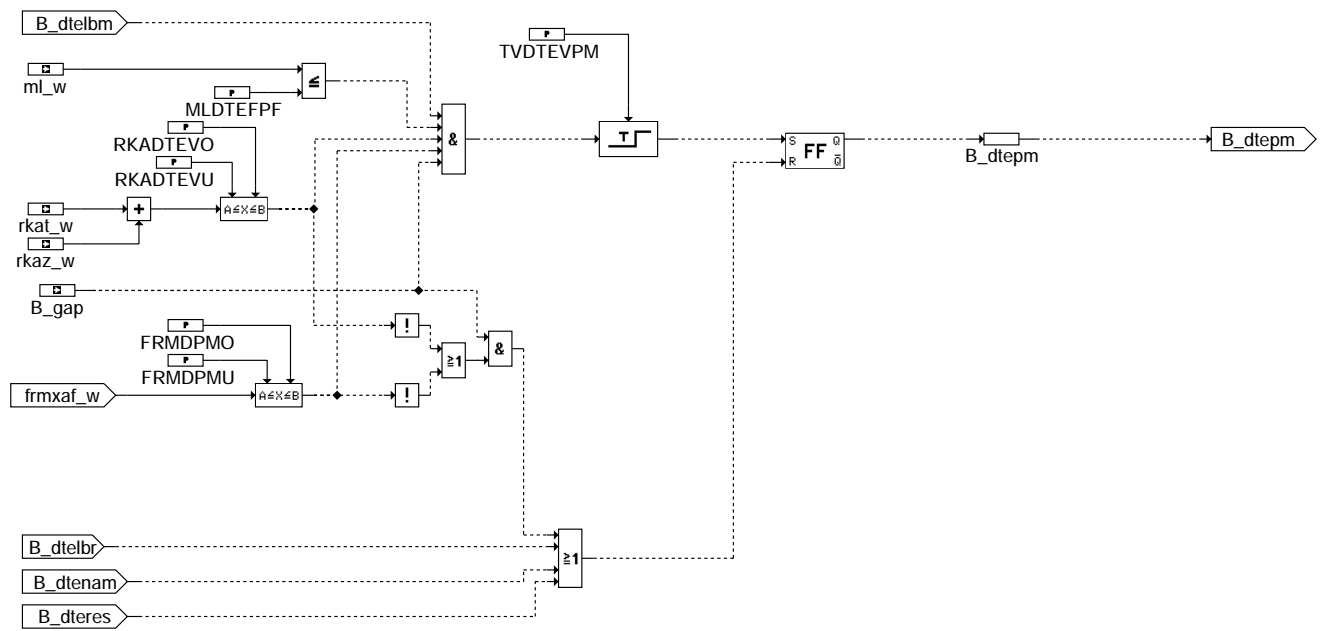 B_dtelbm
P
TVDTEVPM
ml_w
≤
P
MLDTEFPF
P
RKADTEVO
P
RKADTEVU
&
T
S Q
FF
R Q̅
B_dtepm
B_dtepm
rkat_w
+
A≤X≤B
rkaz_w
B_gap
P
FRMDPMO
!
&
P
FRMDPMU
≥1
frmxaf_w
A≤X≤B
!
B_dtelbr
≥1
B_dtenam
B_dteres